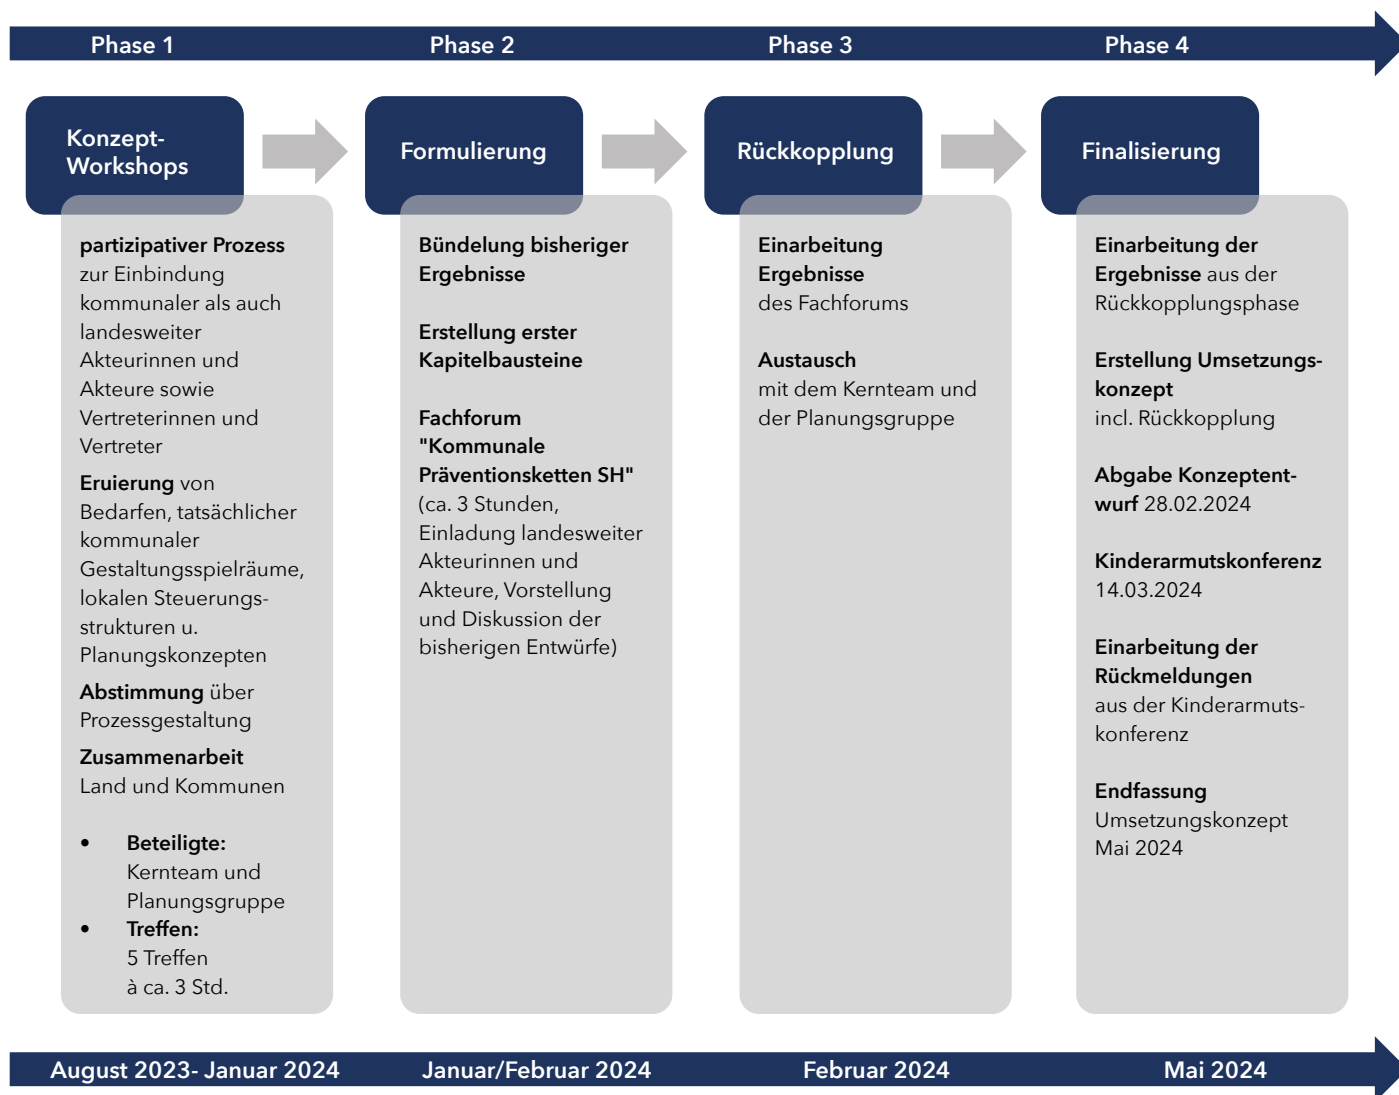 Phase 1
Phase 2
Phase 3
Phase 4
Konzept-
Workshops
partizipativer Prozess
zur Einbindung
kommunaler als auch
landesweiter
Akteurinnen und
Akteure sowie
Vertreterinnen und
Vertreter
Eruierung von
Bedarfen, tatsächlicher
kommunaler
Gestaltungsspielräume,
lokalen Steuerungs-
strukturen u.
Planungskonzepten
Abstimmung über
Prozessgestaltung
Zusammenarbeit
Land und Kommunen
• Beteiligte:
Kernteam und
Planungsgruppe
• Treffen:
5 Treffen
à ca. 3 Std.
Formulierung
Bündelung bisheriger
Ergebnisse
Erstellung erster
Kapitelbausteine
Fachforum
"Kommunale
Präventionsketten SH"
(ca. 3 Stunden,
Einladung landesweiter
Akteurinnen und
Akteure, Vorstellung
und Diskussion der
bisherigen Entwürfe)
Rückkopplung
Einarbeitung
Ergebnisse
des Fachforums
Austausch
mit dem Kernteam und
der Planungsgruppe
Finalisierung
Einarbeitung der
Ergebnisse aus der
Rückkopplungsphase
Erstellung Umsetzungs-
konzept
incl. Rückkopplung
Abgabe Konzeptent-
wurf 28.02.2024
Kinderarmutskonferenz
14.03.2024
Einarbeitung der
Rückmeldungen
aus der Kinderarmuts-
konferenz
Endfassung
Umsetzungskonzept
Mai 2024
August 2023- Januar 2024
Januar/Februar 2024
Februar 2024
Mai 2024